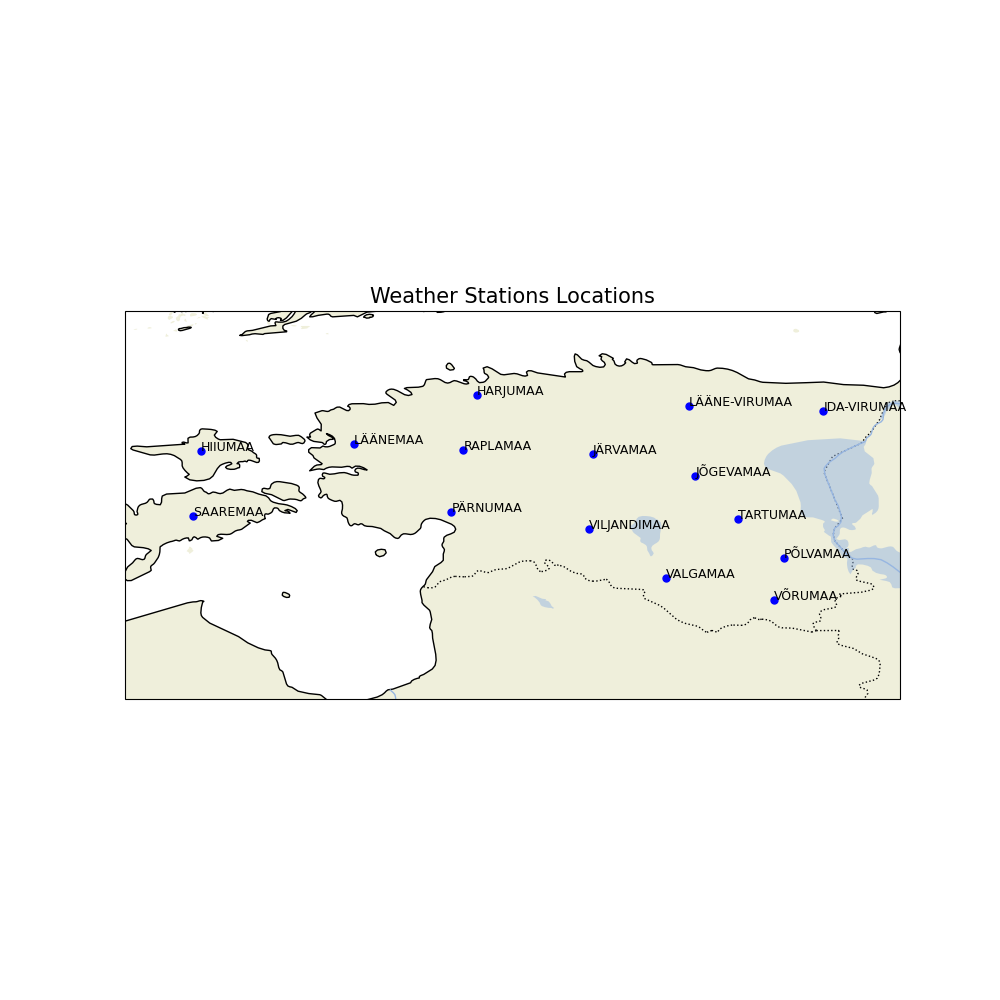 Weather Stations Locations
HARJUMAA
LÄÄNE-VIRUMAA
IDA-VIRUMAA
LÄÄNEMAA
HIIUMAA
RAPLAMAA
JÄRVAMAA
JÕGEVAMAA
PÄRNUMAA
SAAREMAA
TARTUMAA
VILJANDIMAA
PÕLVAMAA
VALGAMAA
VÕRUMAA